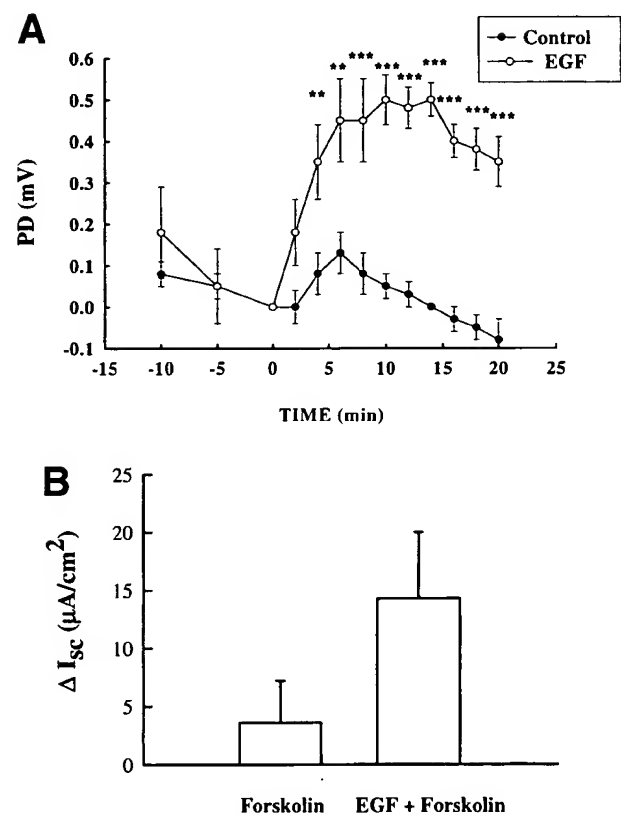 A
Control
EGF
PD (mV)
0.6
0.5
0.4
0.3
0.2
0.1
0.0
-0.1
** ** *** *** *** *** *** *** ***
-15 -10 -5 0 5 10 15 20 25
TIME (min)
B
Δ I_SC (μA/cm²)
25
20
15
10
5
0
Forskolin EGF + Forskolin